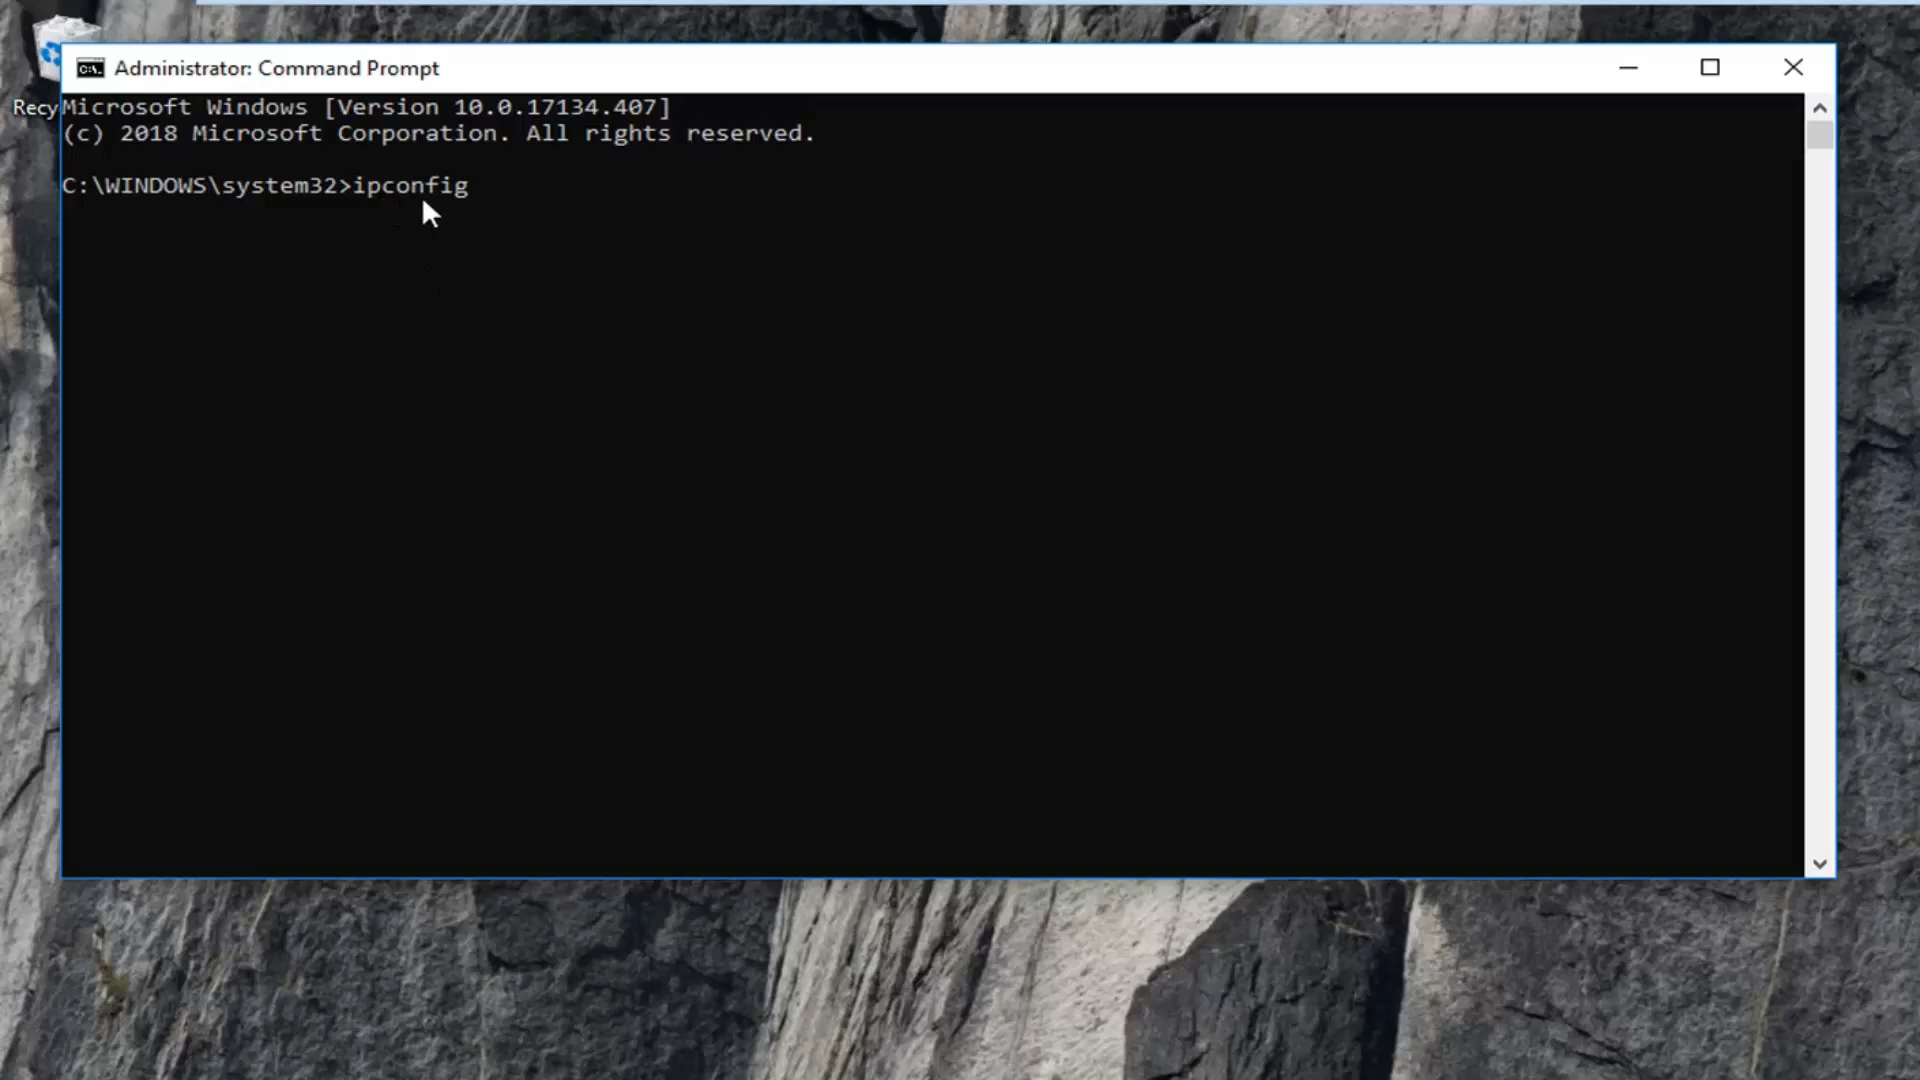 Administrator: Command Prompt
Recy
Microsoft Windows [Version 10.0.17134.407]
(c) 2018 Microsoft Corporation. All rights reserved.
C:\WINDOWS\system32>ipconfig